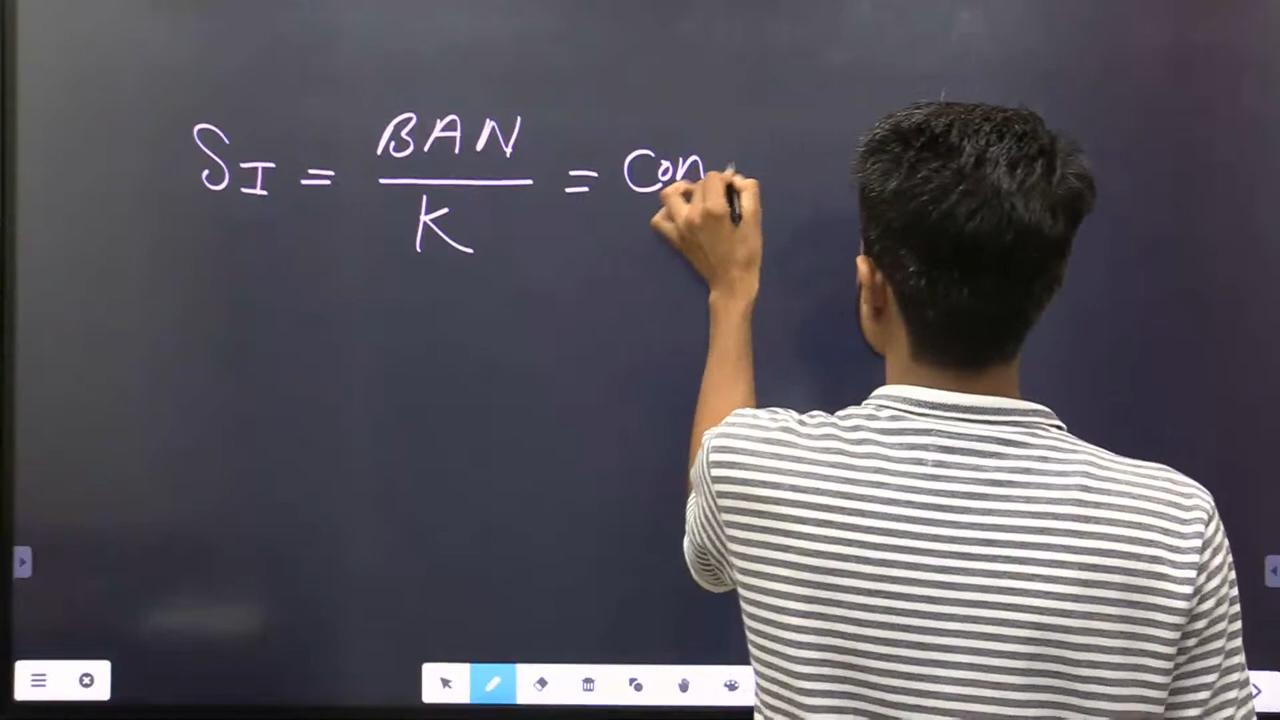 S_I = BAN / K = Con